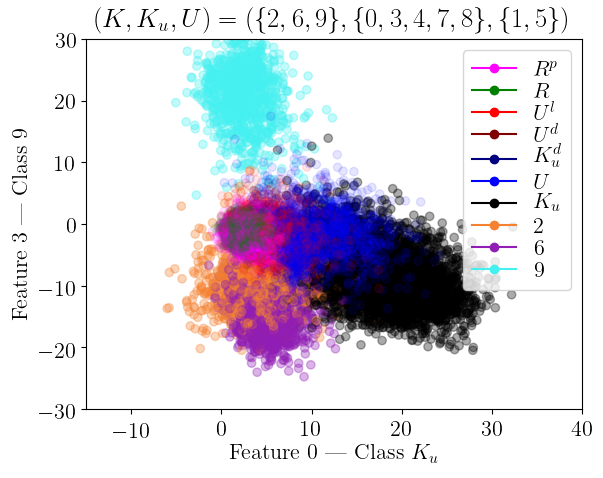 (K, K_u, U) = ({2, 6, 9}, {0, 3, 4, 7, 8}, {1, 5})
30
20
10
0
−10
−20
−30
Feature 3 — Class 9
R^p
R
U^l
U^d
K_u^d
U
K_u
2
6
9
−10
0
10
20
30
40
Feature 0 — Class K_u